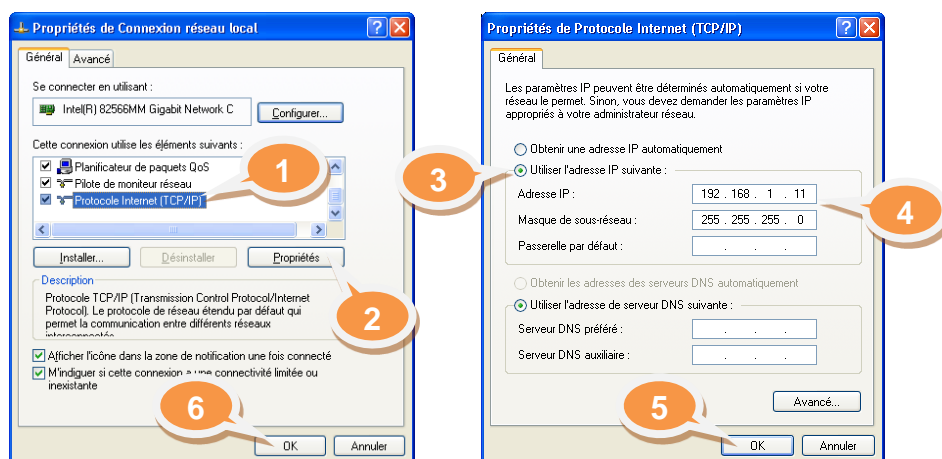 Propriétés de Connexion réseau local
Général
Avancé
Se connecter en utilisant :
Intel(R) 82566MM Gigabit Network C
Configurer...
Cette connexion utilise les éléments suivants :
Planificateur de paquets QoS
Pilote de moniteur réseau
Protocole Internet (TCP/IP)
1
Installer...
Désinstaller
Propriétés
2
Description
Protocole TCP/IP (Transmission Control Protocol/Internet
Protocol). Le protocole de réseau étendu par défaut qui
permet la communication entre différents réseaux
interconnectés
Afficher l'icône dans la zone de notification une fois connecté
M'indiquer si cette connexion a une connectivité limitée ou
inexistante
6
OK
Annuler
Propriétés de Protocole Internet (TCP/IP)
Général
Les paramètres IP peuvent être déterminés automatiquement si votre
réseau le permet. Sinon, vous devez demander les paramètres IP
appropriés à votre administrateur réseau.
Obtenir une adresse IP automatiquement
3
Utiliser l'adresse IP suivante :
Adresse IP :
192 . 168 . 1 . 11
Masque de sous-réseau :
255 . 255 . 255 . 0
4
Passerelle par défaut :
. . .
Obtenir les adresses des serveurs DNS automatiquement
Utiliser l'adresse de serveur DNS suivante :
Serveur DNS préféré :
. . .
Serveur DNS auxiliaire :
. . .
Avancé...
5
OK
Annuler